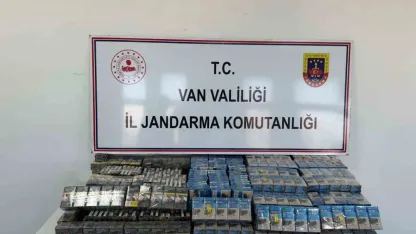 T.C.
VAN VALİLİĞİ
İL JANDARMA KOMUTANLIĞI